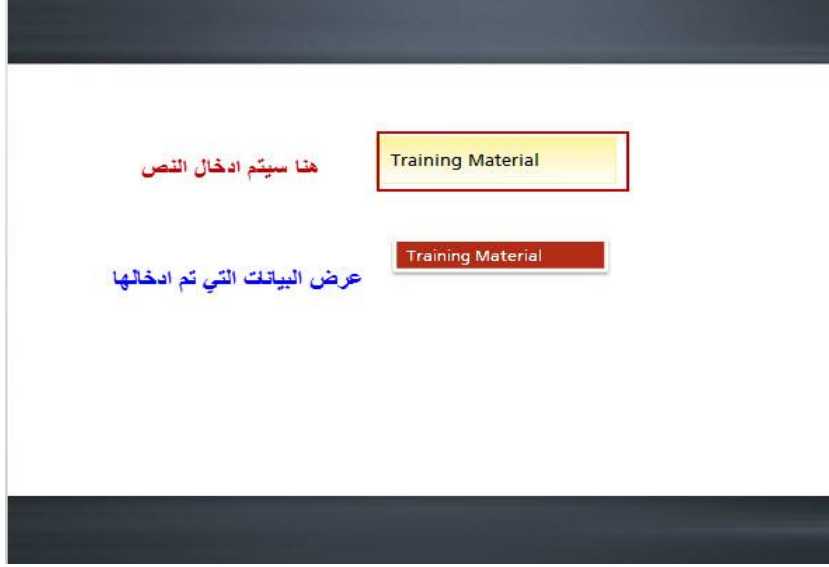 هنا سيتم ادخال النص
Training Material
Training Material
عرض البيانات التي تم ادخالها